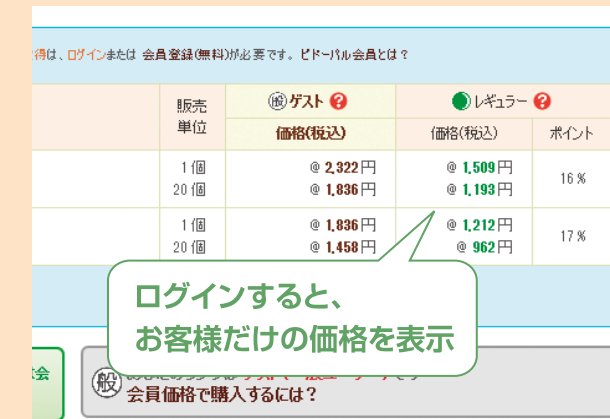 得は、ログインまたは 会員登録(無料)が必要です。ビドーパル会員とは？
販売単位 般ゲスト ? レギュラー ?
価格(税込) 価格(税込) ポイント
1個 @ 2,322円 @ 1,509円 16%
20個 @ 1,836円 @ 1,193円
1個 @ 1,836円 @ 1,212円 17%
20個 @ 1,458円 @ 962円
ログインすると、
お客様だけの価格を表示
会
般
会員価格で購入するには？